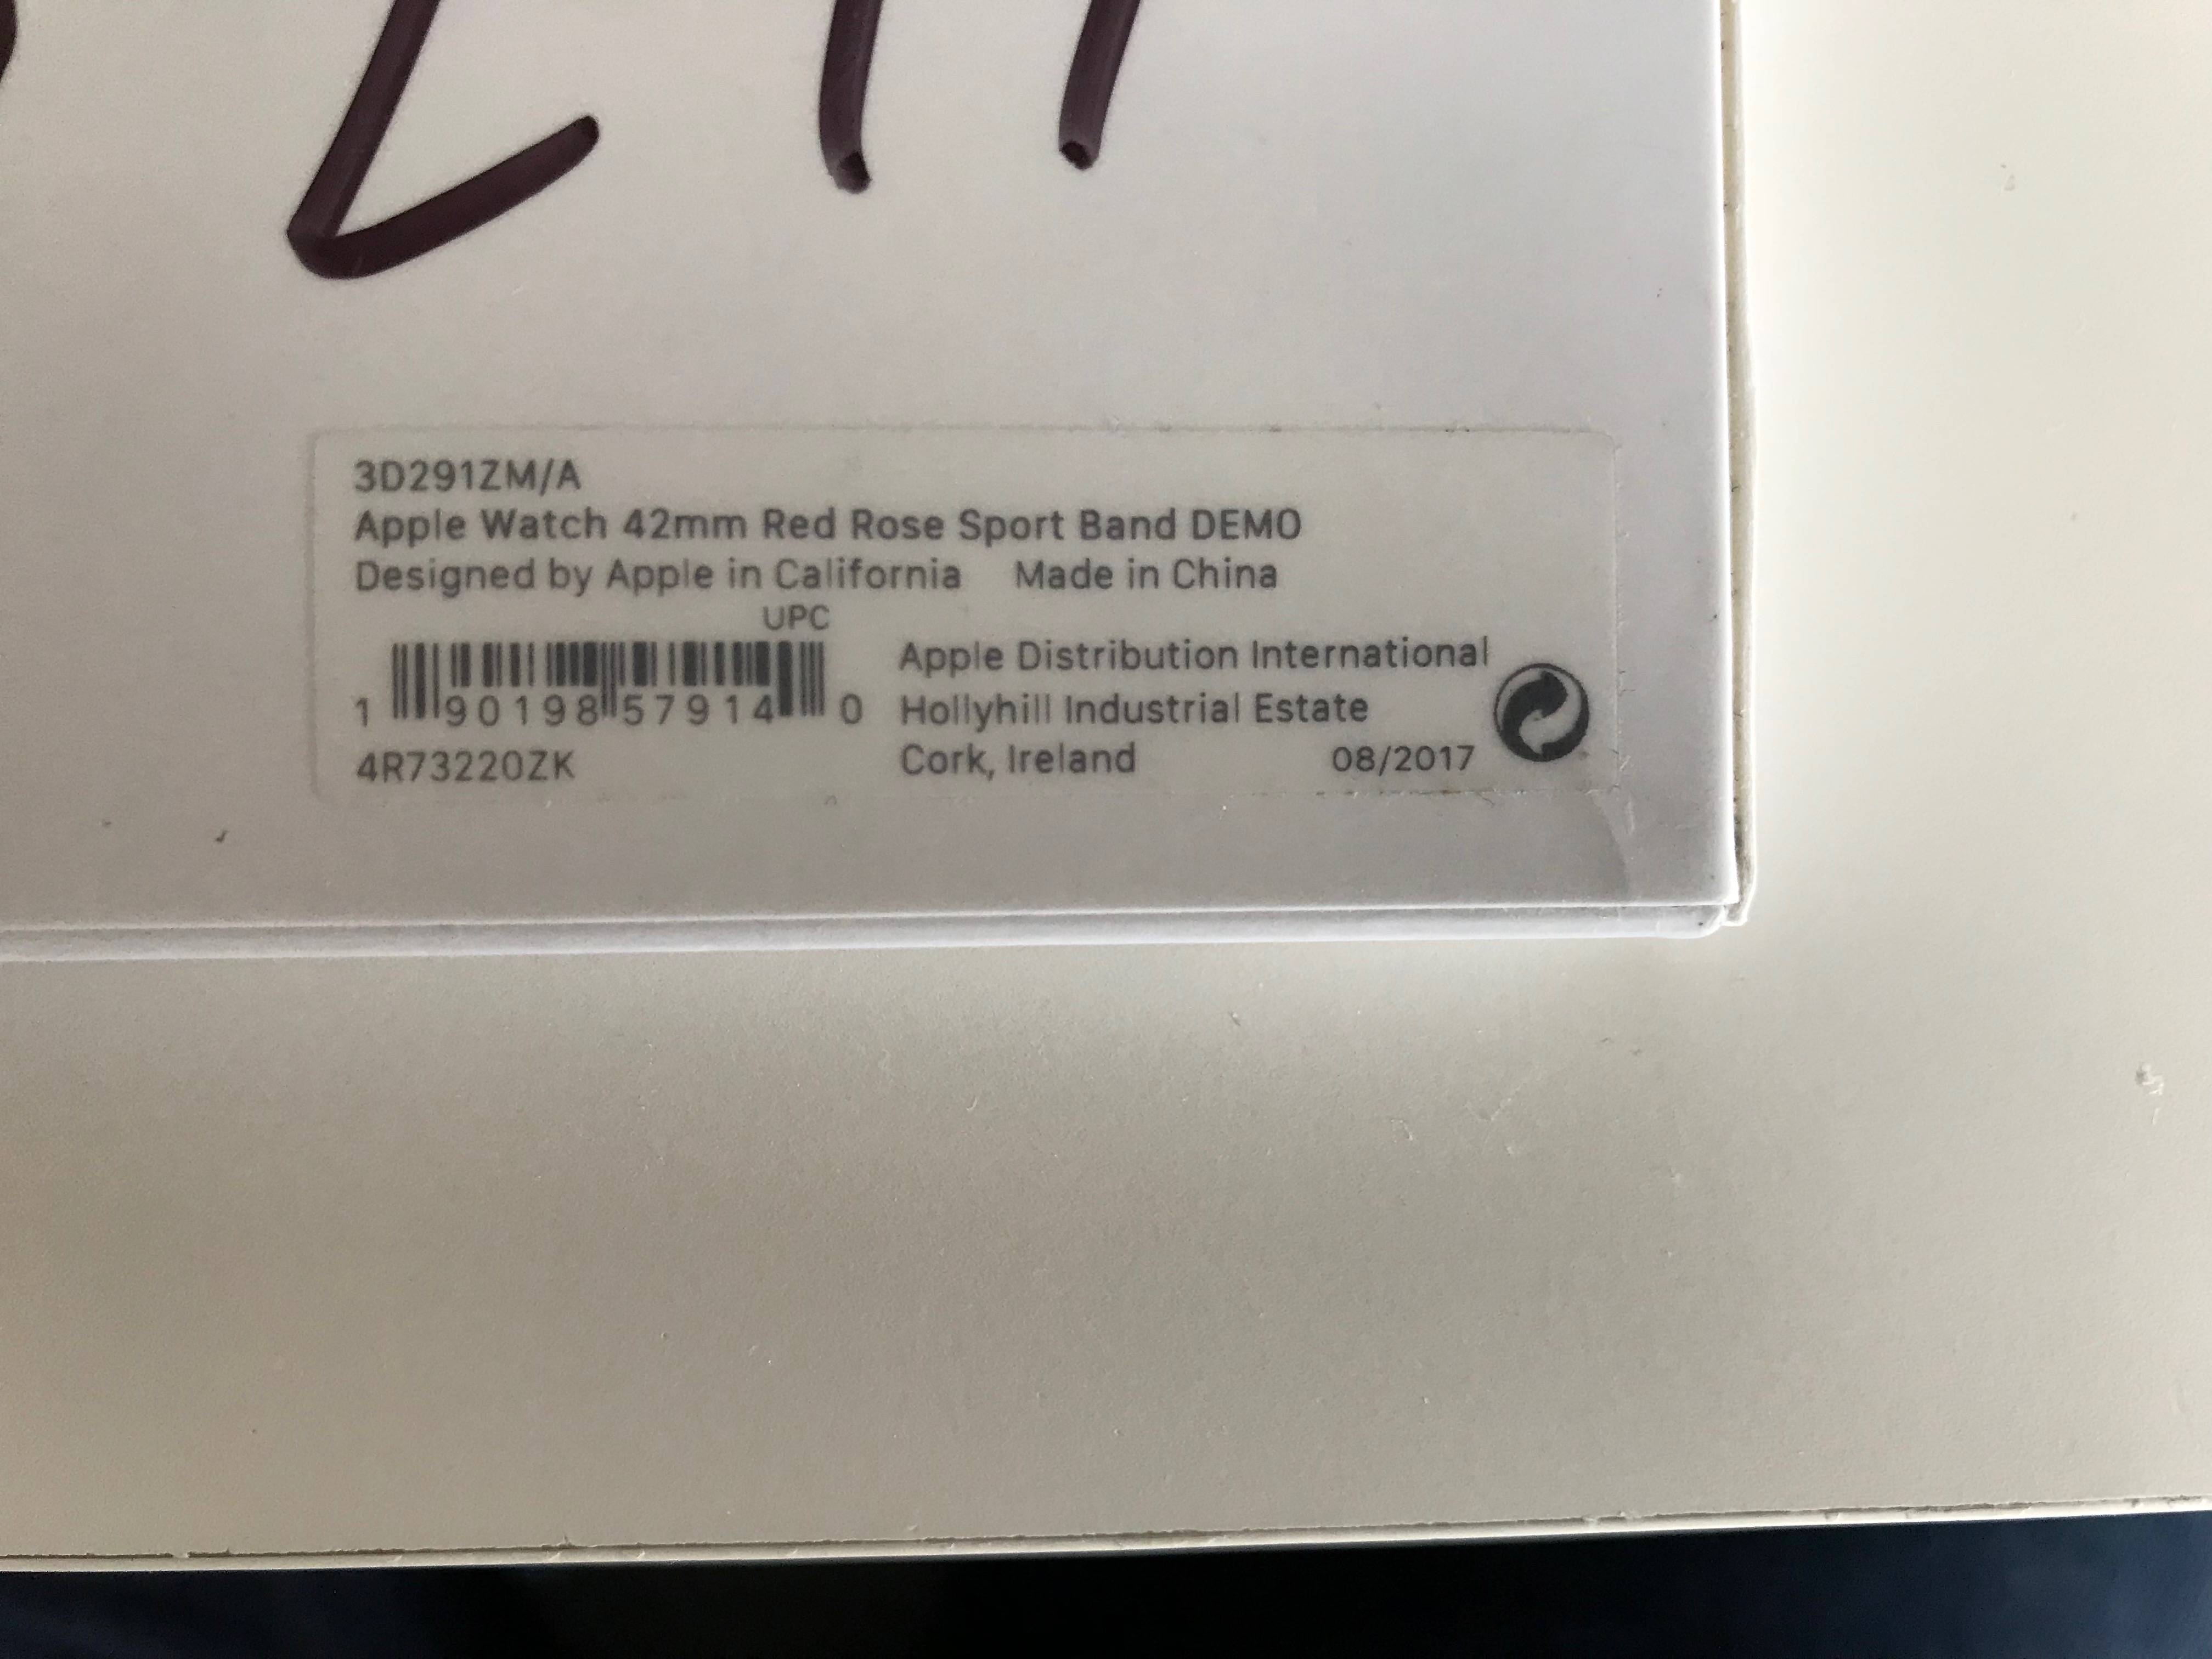 3D291ZM/A
Apple Watch 42mm Red Rose Sport Band DEMO
Designed by Apple in California Made in China
UPC
1 90198 57914 0
4R73220ZK
Apple Distribution International
Hollyhill Industrial Estate
Cork, Ireland 08/2017